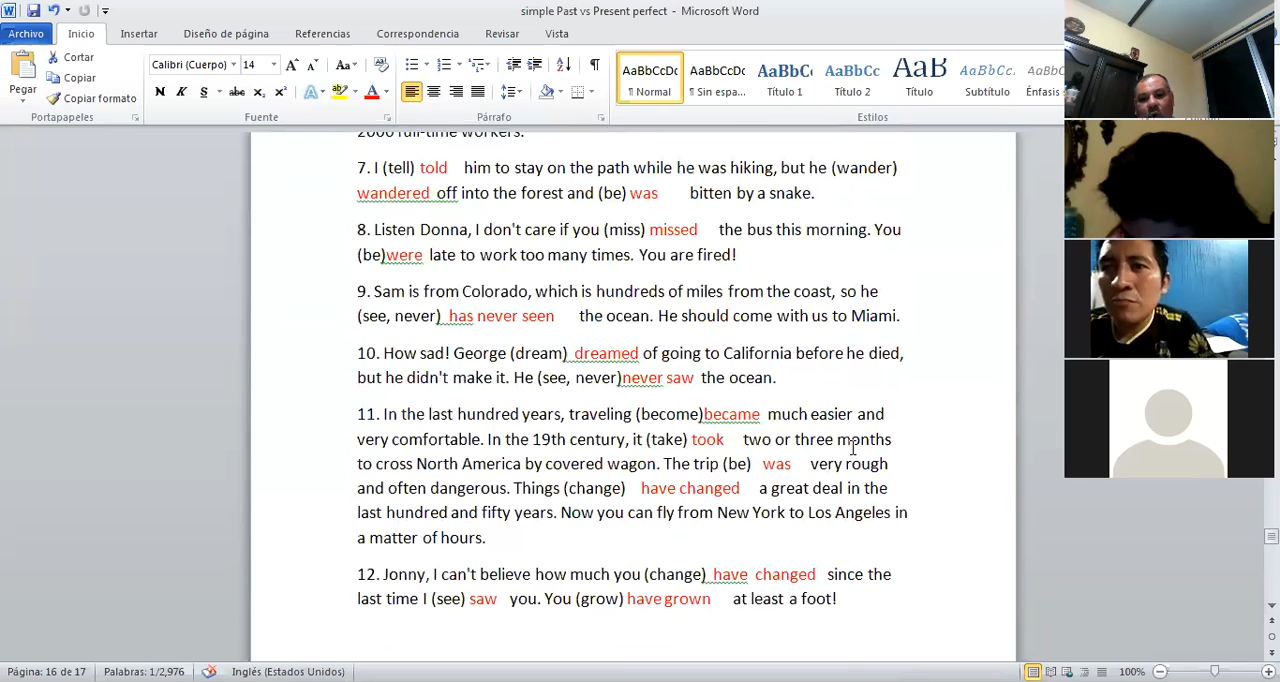 simple Past vs Present perfect - Microsoft Word
Archivo Inicio Insertar Diseño de página Referencias Correspondencia Revisar Vista
Cortar
Copiar
Copiar formato
Pegar
Calibri (Cuerpo) 14
N K S abc x₂ x²
AaBbCcDc AaBbCcDc AaBbC AaBbCc AaB AaBbCc. AaBbC
¶ Normal ¶ Sin espa... Título 1 Título 2 Título Subtítulo Énfasis
Portapapeles Fuente Párrafo Estilos
2000 full-time workers.
7. I (tell) told him to stay on the path while he was hiking, but he (wander)
wandered off into the forest and (be) was bitten by a snake.
8. Listen Donna, I don't care if you (miss) missed the bus this morning. You
(be)were late to work too many times. You are fired!
9. Sam is from Colorado, which is hundreds of miles from the coast, so he
(see, never) has never seen the ocean. He should come with us to Miami.
10. How sad! George (dream) dreamed of going to California before he died,
but he didn't make it. He (see, never)never saw the ocean.
11. In the last hundred years, traveling (become)became much easier and
very comfortable. In the 19th century, it (take) took two or three months
to cross North America by covered wagon. The trip (be) was very rough
and often dangerous. Things (change) have changed a great deal in the
last hundred and fifty years. Now you can fly from New York to Los Angeles in
a matter of hours.
12. Jonny, I can't believe how much you (change) have changed since the
last time I (see) saw you. You (grow) have grown at least a foot!
Página: 16 de 17 Palabras: 1/2,976 Inglés (Estados Unidos) 100%